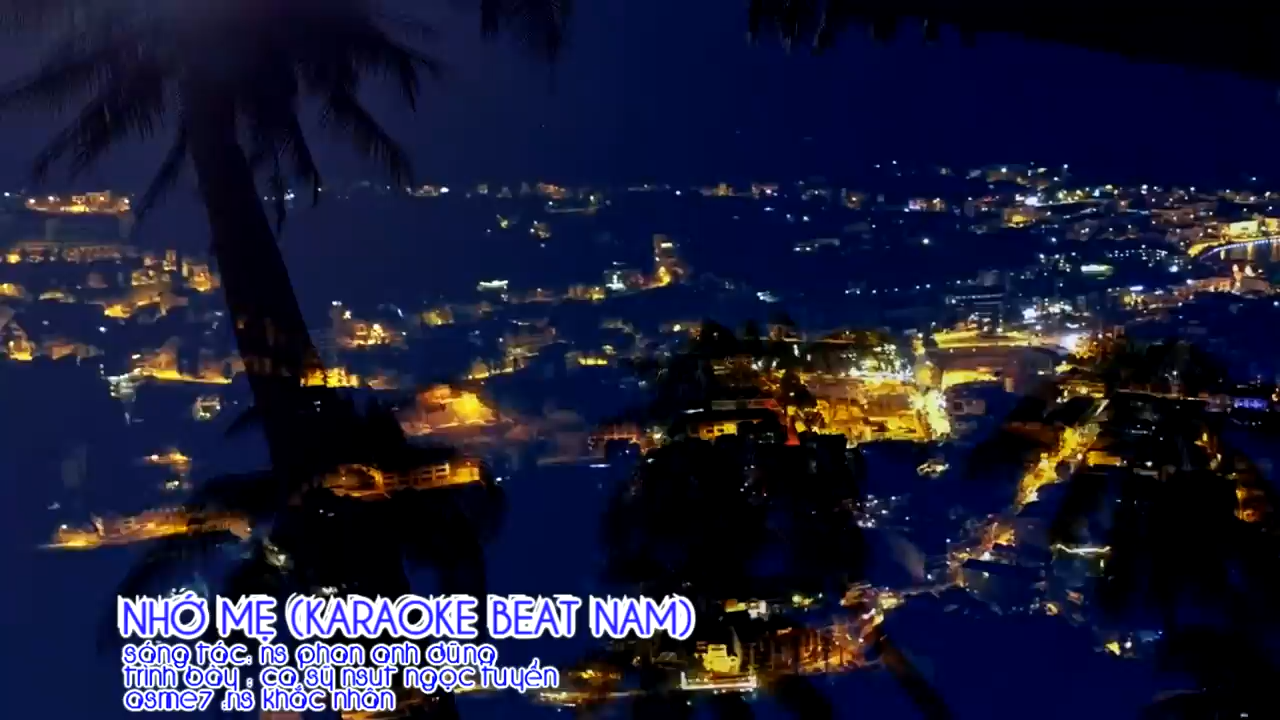 NHỚ MẸ (KARAOKE BEAT NAM)
sáng tác: ns phan anh dũng
trình bày : ca sỹ nsưt ngọc tuyền
asme7 :ns khắc nhân